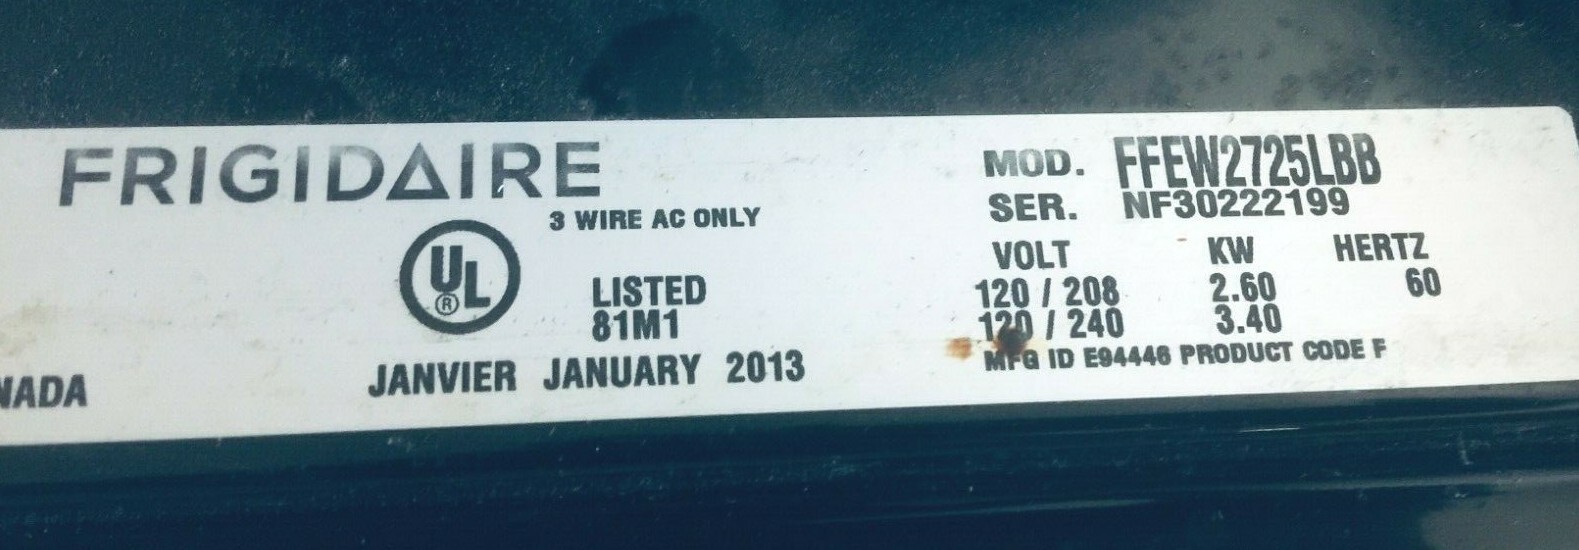 FRIGIDAIRE
3 WIRE AC ONLY
UL
®
LISTED
81M1
JANVIER JANUARY 2013
NADA
MOD. FFEW2725LBB
SER. NF30222199
VOLT KW HERTZ
120 / 208 2.60 60
120 / 240 3.40
MFG ID E94446 PRODUCT CODE F